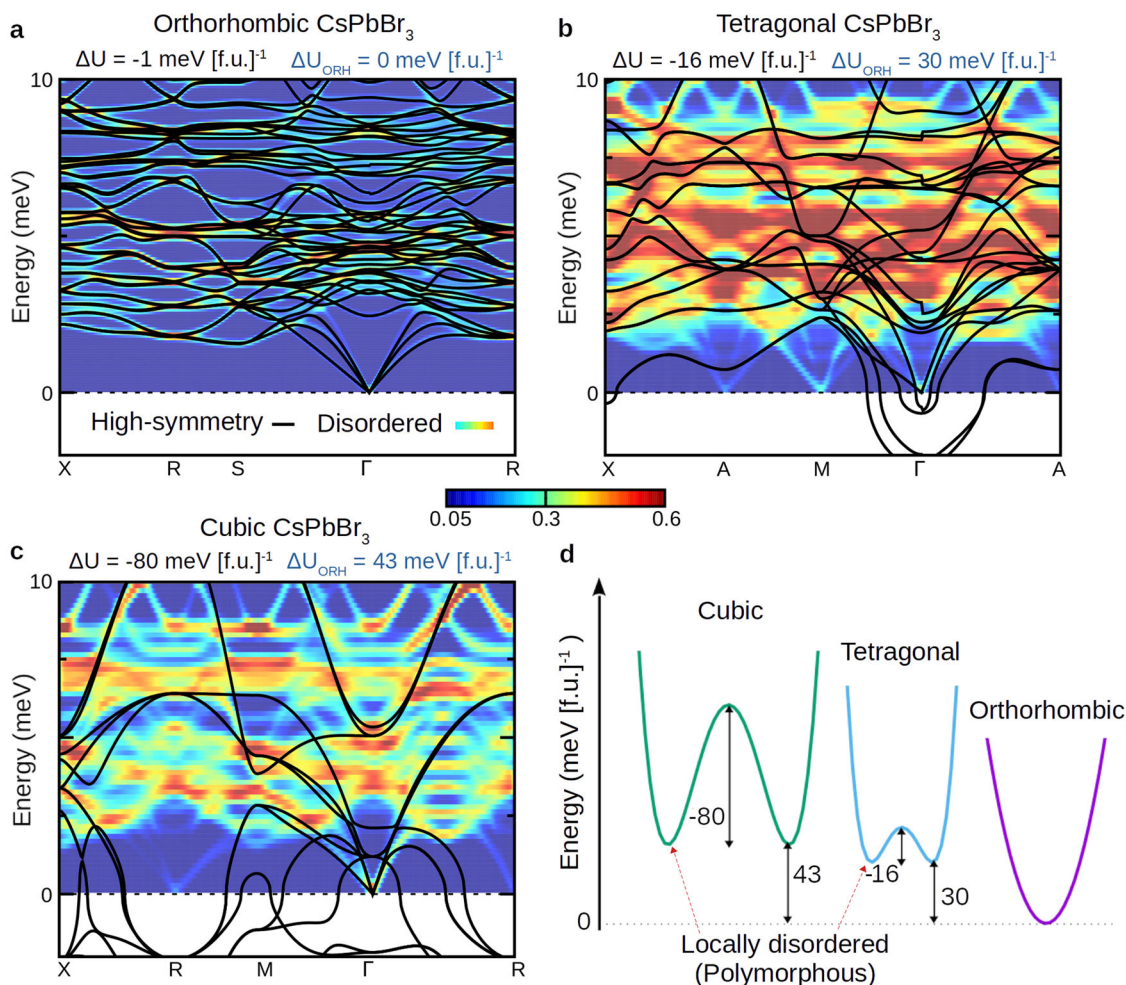 a
Orthorhombic CsPbBr3
ΔU = -1 meV [f.u.]-1 ΔUORH = 0 meV [f.u.]-1
10
Energy (meV)
0
High-symmetry
Disordered
X R S Γ R
b
Tetragonal CsPbBr3
ΔU = -16 meV [f.u.]-1 ΔUORH = 30 meV [f.u.]-1
10
Energy (meV)
0
X A M Γ A
0.05 0.3 0.6
c
Cubic CsPbBr3
ΔU = -80 meV [f.u.]-1 ΔUORH = 43 meV [f.u.]-1
10
Energy (meV)
0
X R M Γ R
d
Energy (meV [f.u.]-1 )
Cubic
Tetragonal
Orthorhombic
-80
-16
43
30
0
Locally disordered
(Polymorphous)